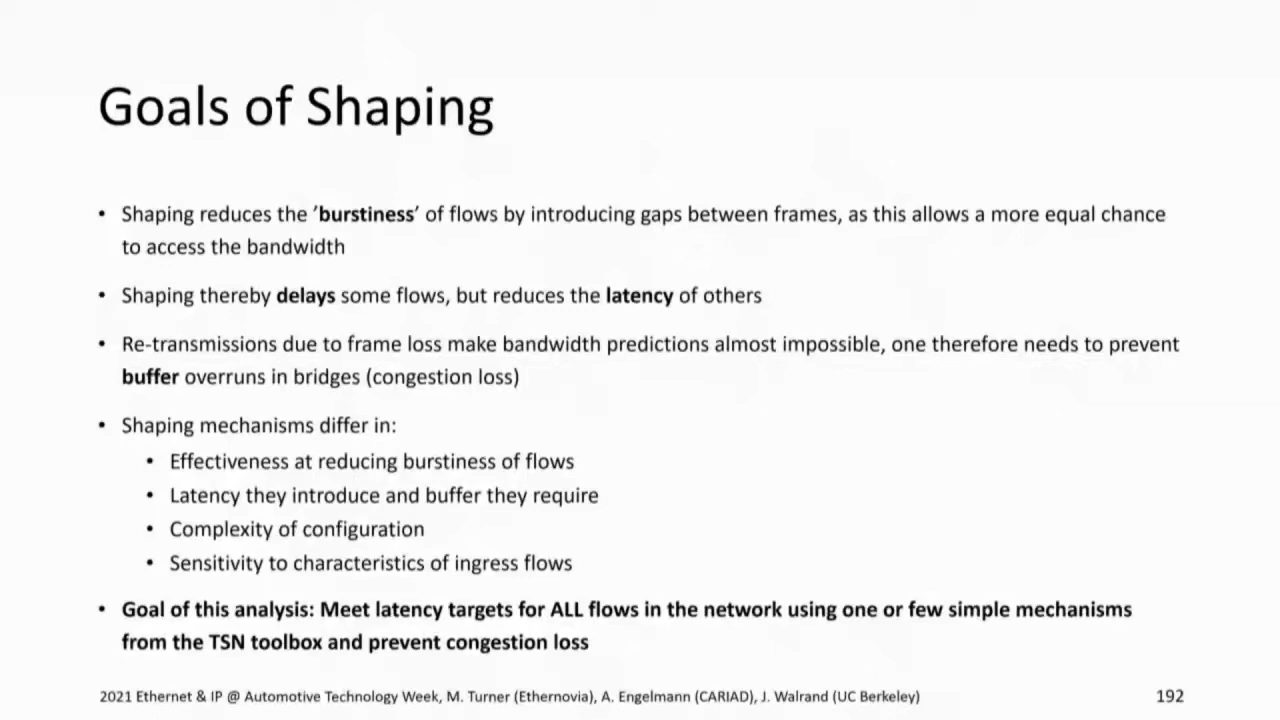 Goals of Shaping
• Shaping reduces the ’burstiness’ of flows by introducing gaps between frames, as this allows a more equal chance
to access the bandwidth
• Shaping thereby delays some flows, but reduces the latency of others
• Re-transmissions due to frame loss make bandwidth predictions almost impossible, one therefore needs to prevent
buffer overruns in bridges (congestion loss)
• Shaping mechanisms differ in:
• Effectiveness at reducing burstiness of flows
• Latency they introduce and buffer they require
• Complexity of configuration
• Sensitivity to characteristics of ingress flows
• Goal of this analysis: Meet latency targets for ALL flows in the network using one or few simple mechanisms
from the TSN toolbox and prevent congestion loss
2021 Ethernet & IP @ Automotive Technology Week, M. Turner (Ethernovia), A. Engelmann (CARIAD), J. Walrand (UC Berkeley)
192